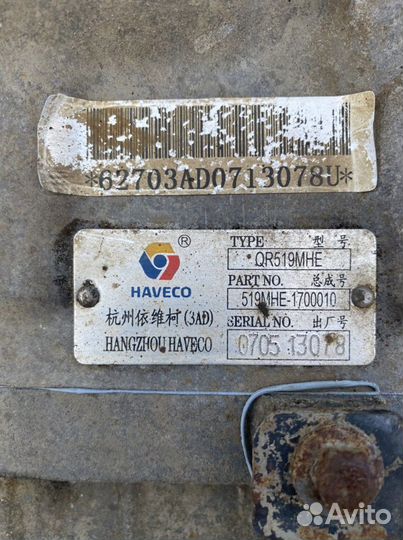 *62703AD0713078U*
®
HAVECO
杭州依维柯(3AD)
HANGZHOU HAVECO
TYPE 型号
QR519MHE
PART NO. 总成号
519MHE-1700010
SERIAL NO. 出厂号
0705 13078
Avito